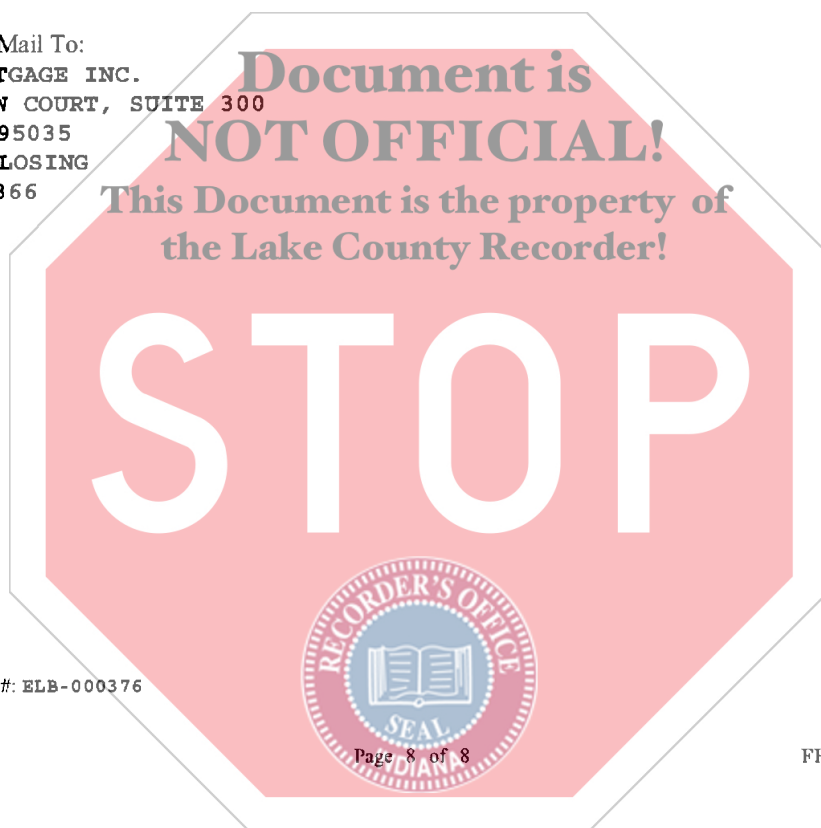 Mail To:
TGAGE INC.
COURT, SUITE 300
95035
LOSING
366
Document is
NOT OFFICIAL!
This Document is the property of
the Lake County Recorder!
STOP
RECORDER'S OFFICE
SEAL
INDIANA
#: ELB-000376
Page 8 of 8